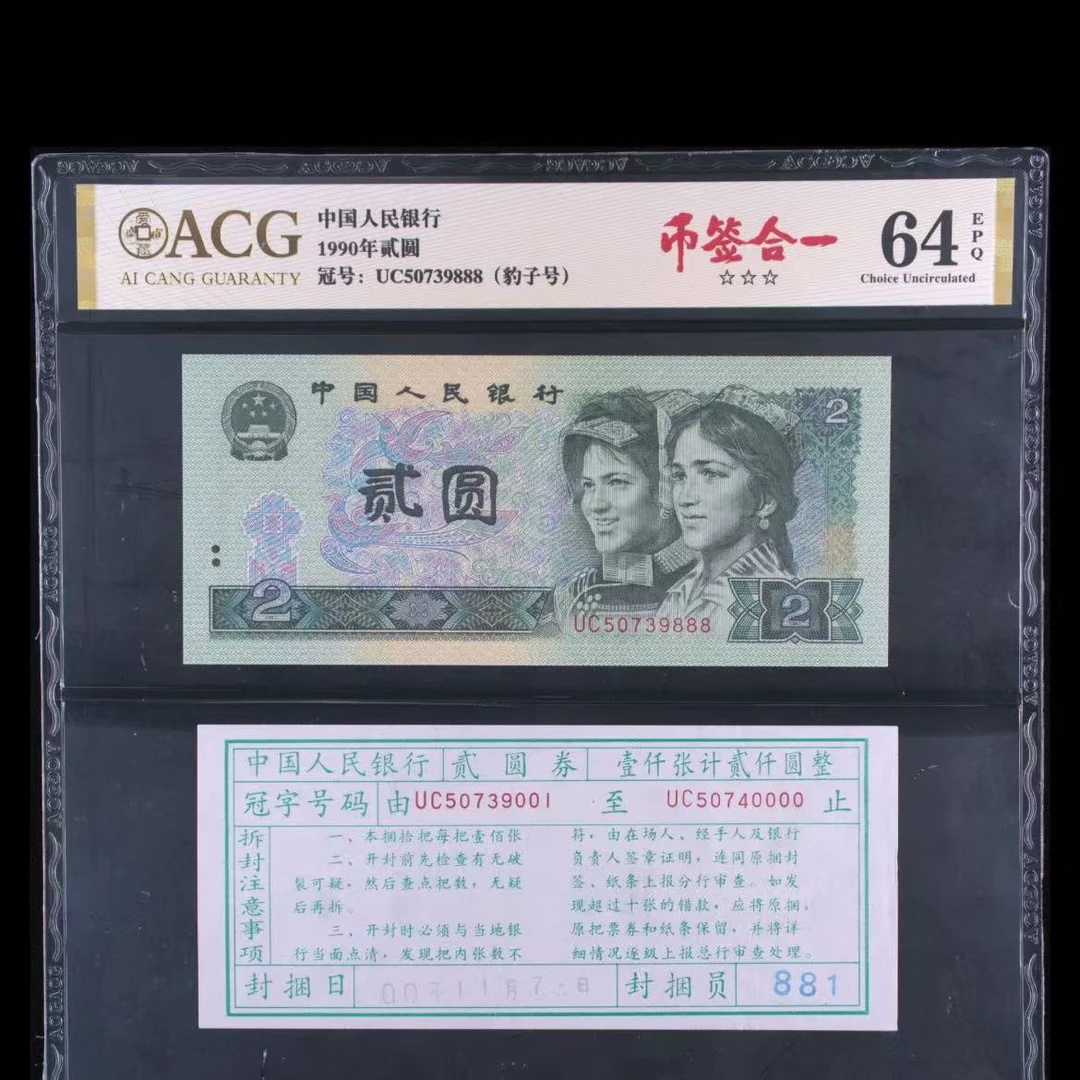 ACG
AI CANG GUARANTY
中国人民银行
1990年贰圆
冠号：UC50739888（豹子号）
币签合一
☆☆☆
64
EPQ
Choice Uncirculated
中国人民银行
2
贰圆
2
UC50739888
2
中国人民银行 贰圆券 壹仟张计贰仟圆整
冠字号码 由UC50739001 至 UC50740000 止
拆封注意事项
一、本捆拾把每把壹佰张
二、开封前先检查有无破
裂可疑，然后查点把数，无疑
后再拆。
三、开封时必须与当地银
行当面点清，发现把内张数不
符，由在场人、经手人及银行
负责人签章证明，连同原捆封
签、纸条上报分行审查。如发
现超过十张的错款，应将原捆、
原把票券和纸条保留，并将详
细情况逐级上报总行审查处理。
封捆日 00年11月7日 封捆员 881